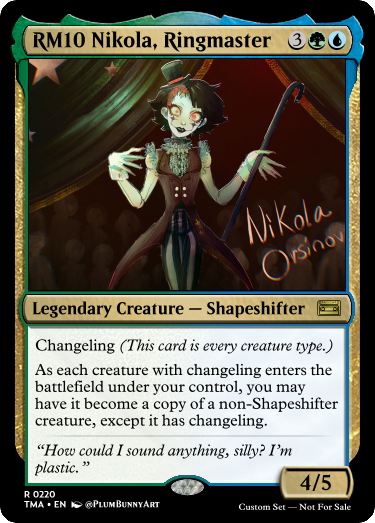 RM10 Nikola, Ringmaster 3
Nikola
Orsinov
Legendary Creature — Shapeshifter
Changeling (This card is every creature type.)
As each creature with changeling enters the
battlefield under your control, you may
have it become a copy of a non-Shapeshifter
creature, except it has changeling.
“How could I sound anything, silly? I’m
plastic.”
4/5
R 0220
TMA • EN @PlumBunnyArt
Custom Set — Not For Sale